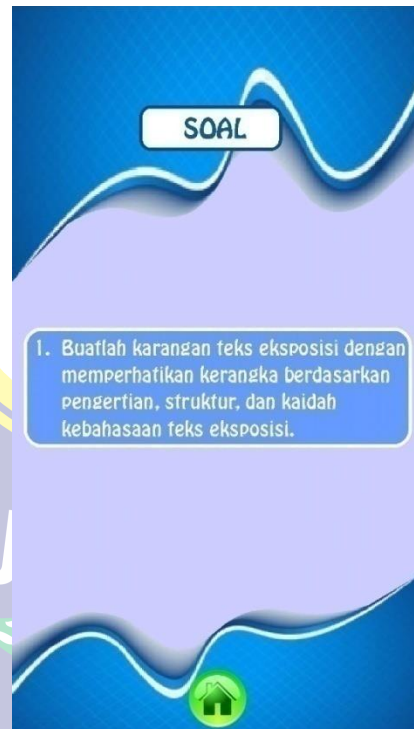 SOAL
1. Buatlah karangan teks eksposisi dengan
memperhatikan kerangka berdasarkan
pengertian, struktur, dan kaidah
kebahasaan teks eksposisi.